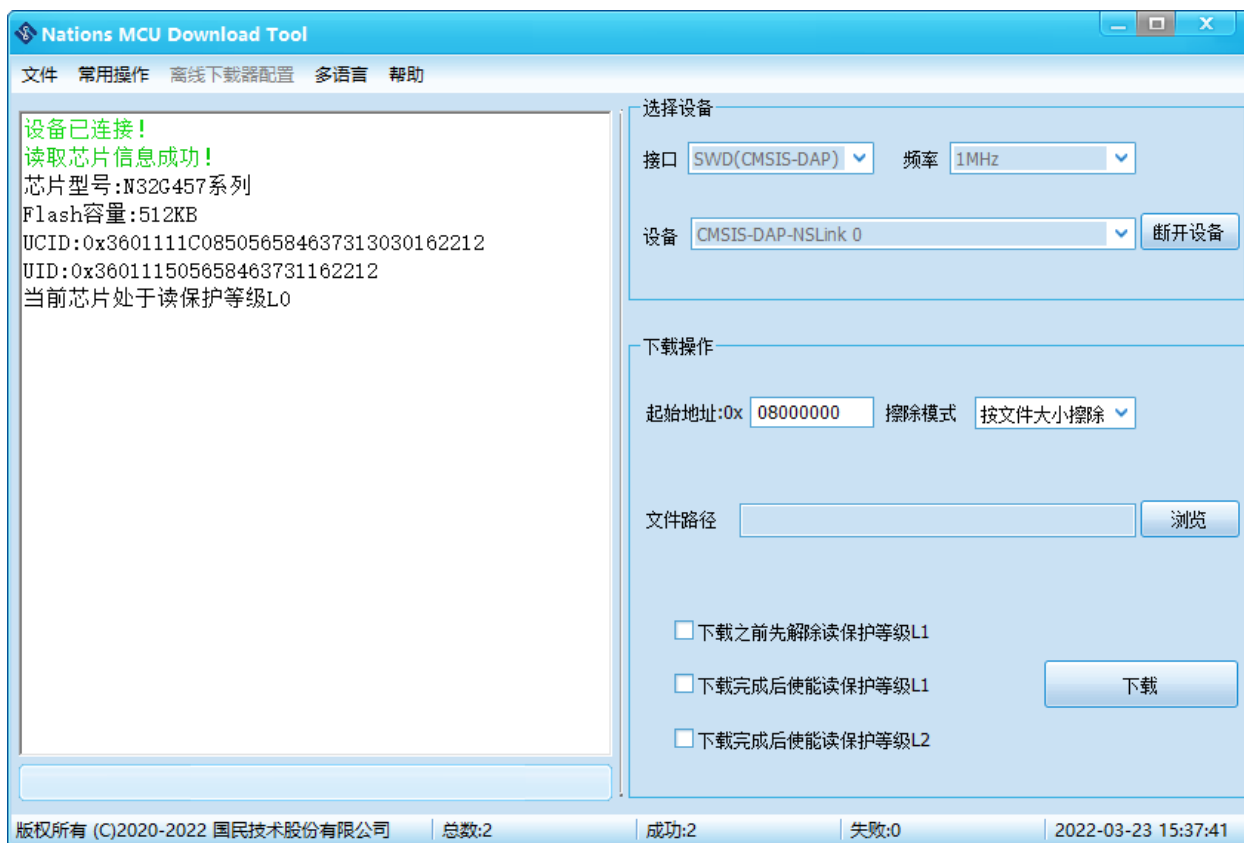 Nations MCU Download Tool
文件 常用操作 离线下载器配置 多语言 帮助
设备已连接!
读取芯片信息成功!
芯片型号:N32G457系列
Flash容量:512KB
UCID:0x3601111C0850565846373130301622​12
UID:0x360111505658463731162212
当前芯片处于读保护等级L0
选择设备
接口 SWD(CMSIS-DAP) 频率 1MHz
设备 CMSIS-DAP-NSLink 0 断开设备
下载操作
起始地址:0x 08000000 擦除模式 按文件大小擦除
文件路径 浏览
下载之前先解除读保护等级L1
下载完成后使能读保护等级L1
下载
下载完成后使能读保护等级L2
版权所有 (C)2020-2022 国民技术股份有限公司 总数:2 成功:2 失败:0 2022-03-23 15:37:41